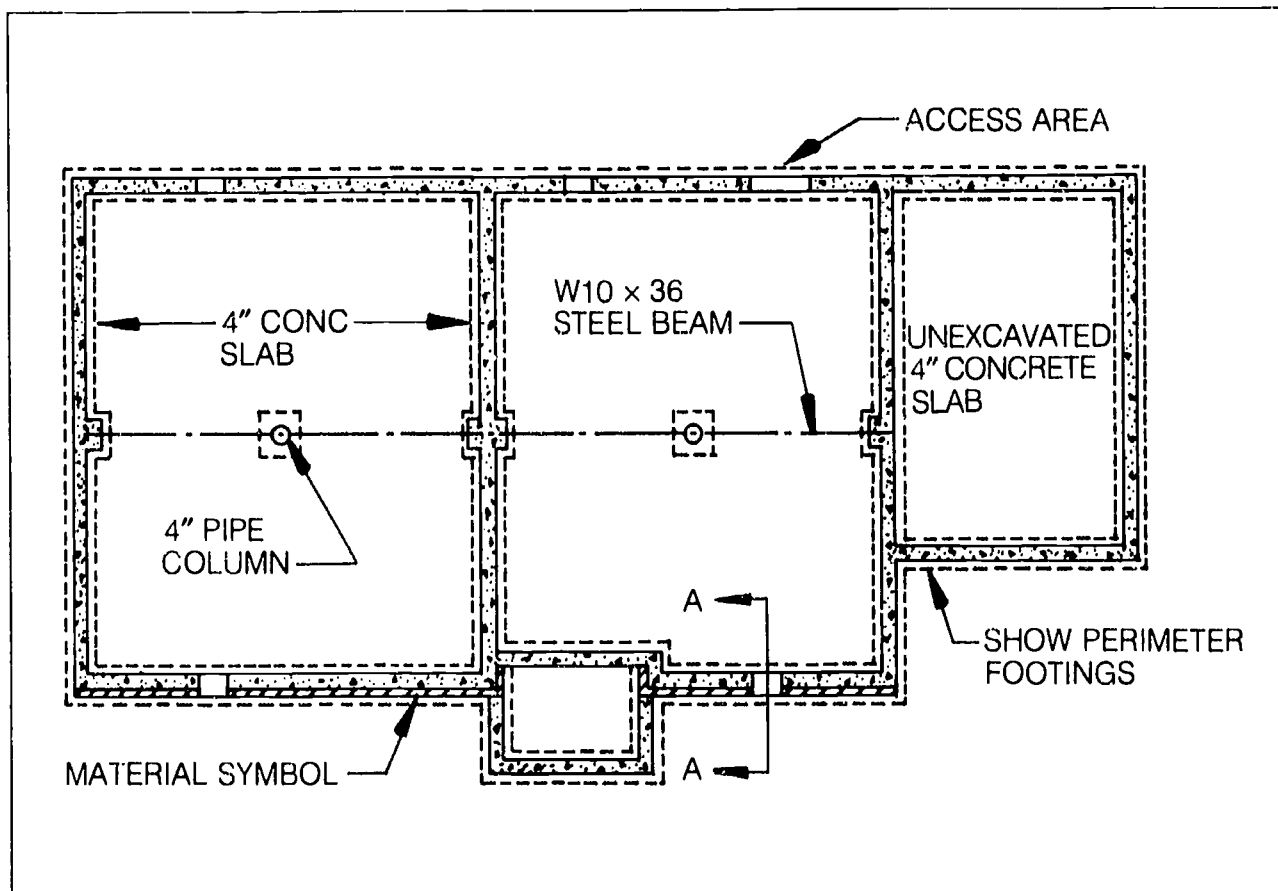 ACCESS AREA
4" CONC
SLAB
W10 × 36
STEEL BEAM
UNEXCAVATED
4" CONCRETE
SLAB
4" PIPE
COLUMN
A
SHOW PERIMETER
FOOTINGS
MATERIAL SYMBOL
A